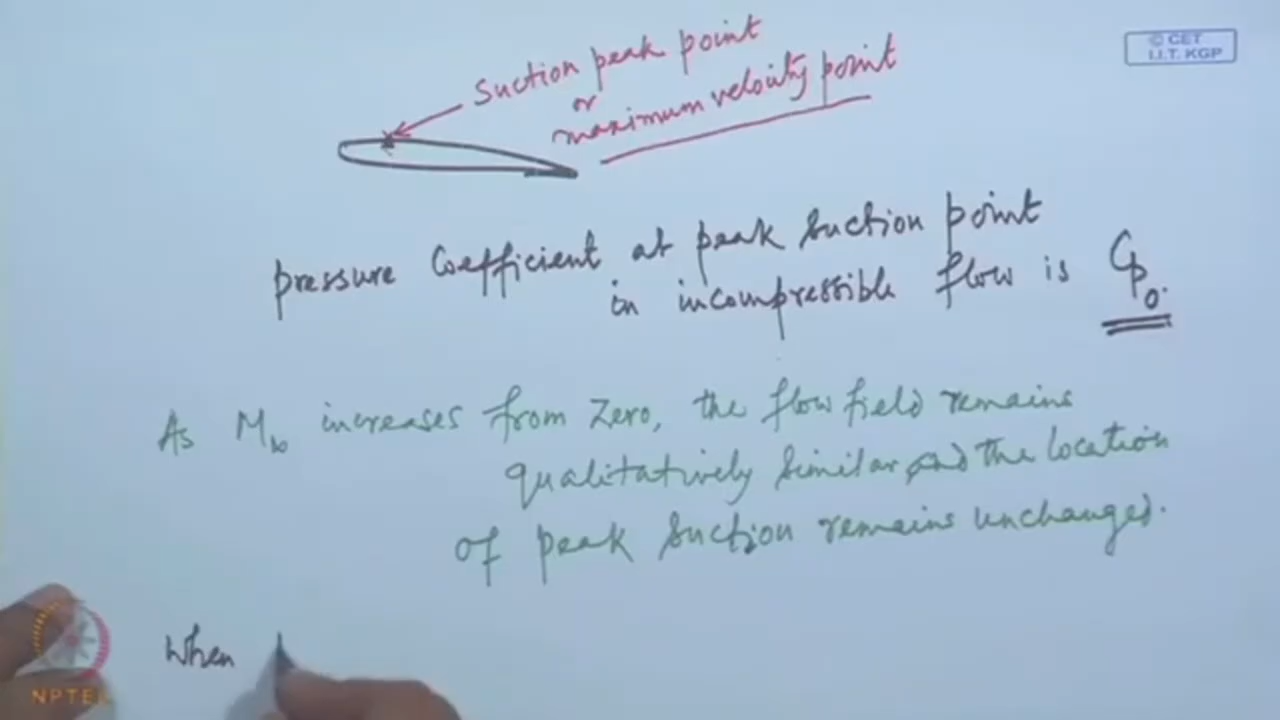 © CET
I.I.T. KGP
Suction peak point
or
maximum velocity point
pressure Coefficient at peak suction point
in incompressible flow is Cp0.
As M∞ increases from Zero, the flow field remains
qualitatively similar and the location
of peak suction remains unchanged.
When
NPTEL